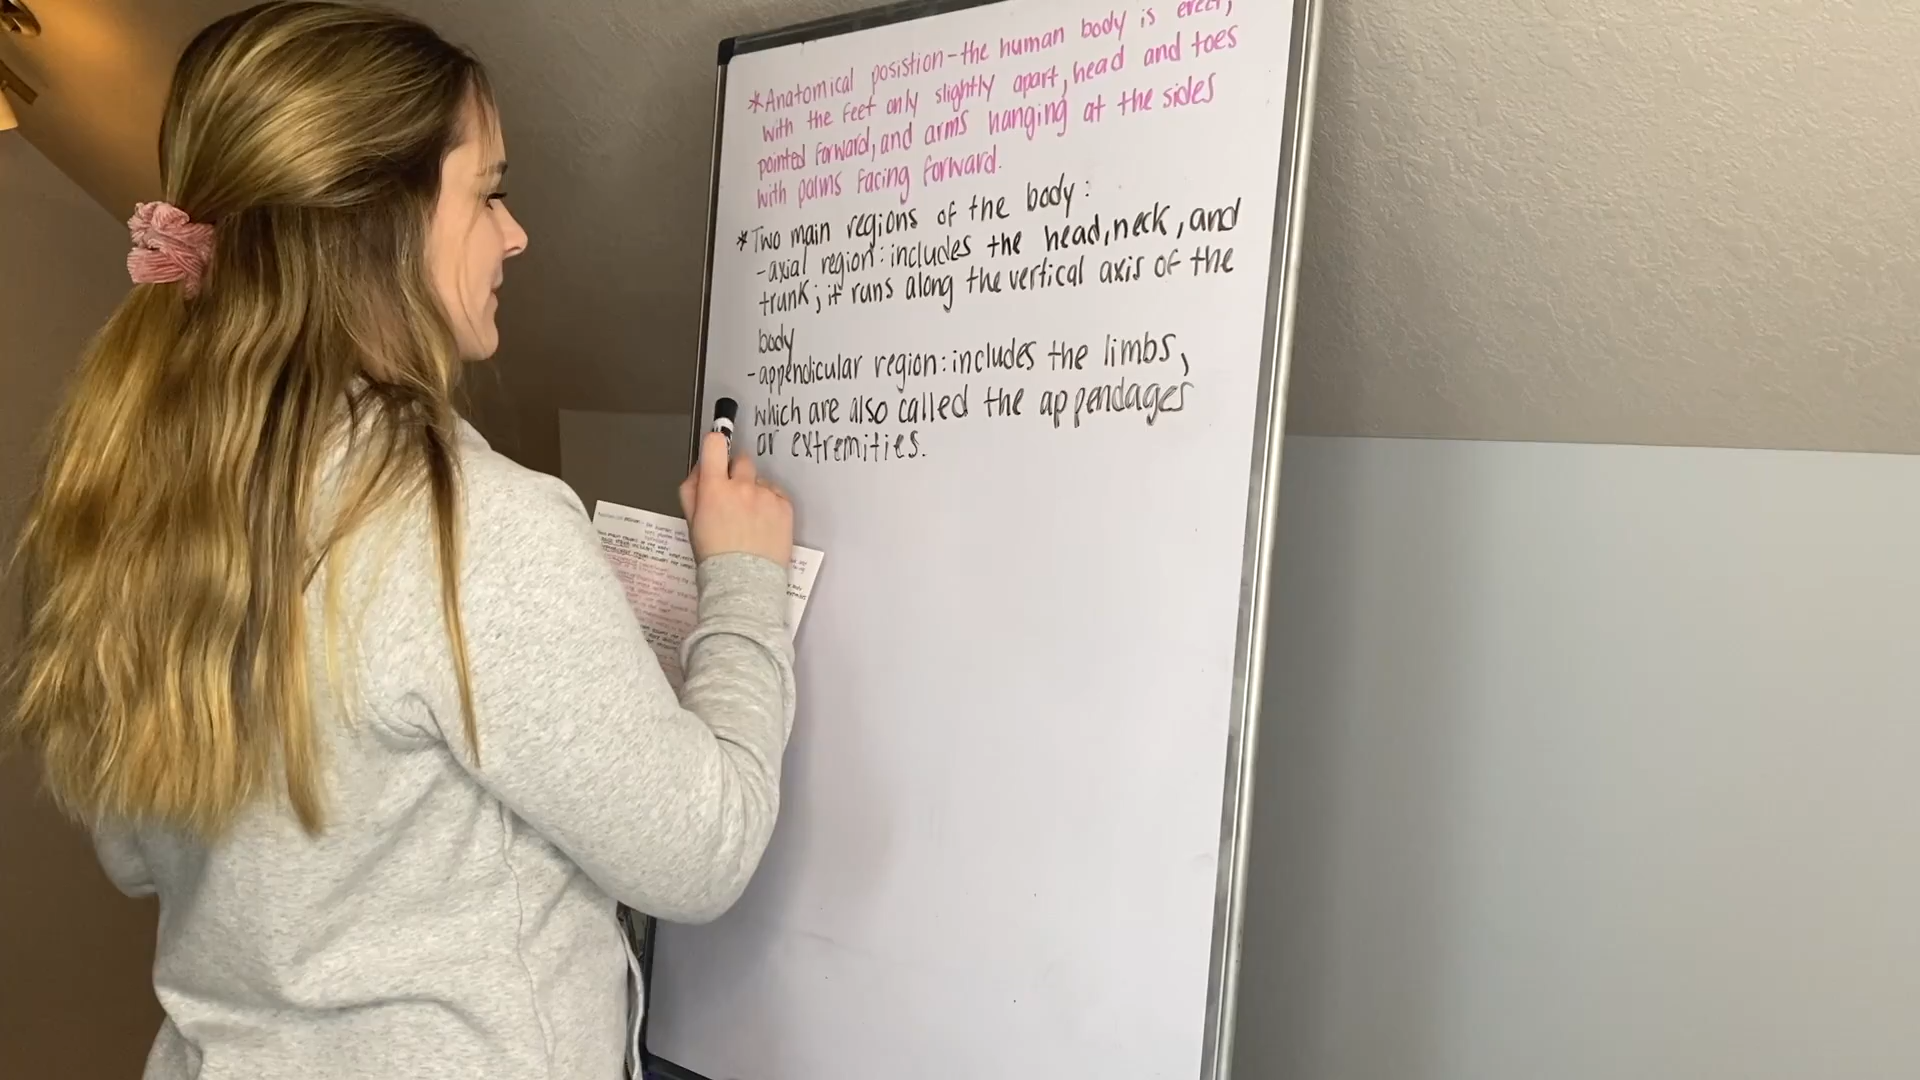 *Anatomical posistion - the human body is erect,
with the feet only slightly apart, head and toes
pointed forward, and arms hanging at the sides
with palms facing forward.
*Two main regions of the body:
-axial region: includes the head, neck, and
trunk; it runs along the vertical axis of the
body
-appendicular region: includes the limbs,
which are also called the appendages
or extremities.